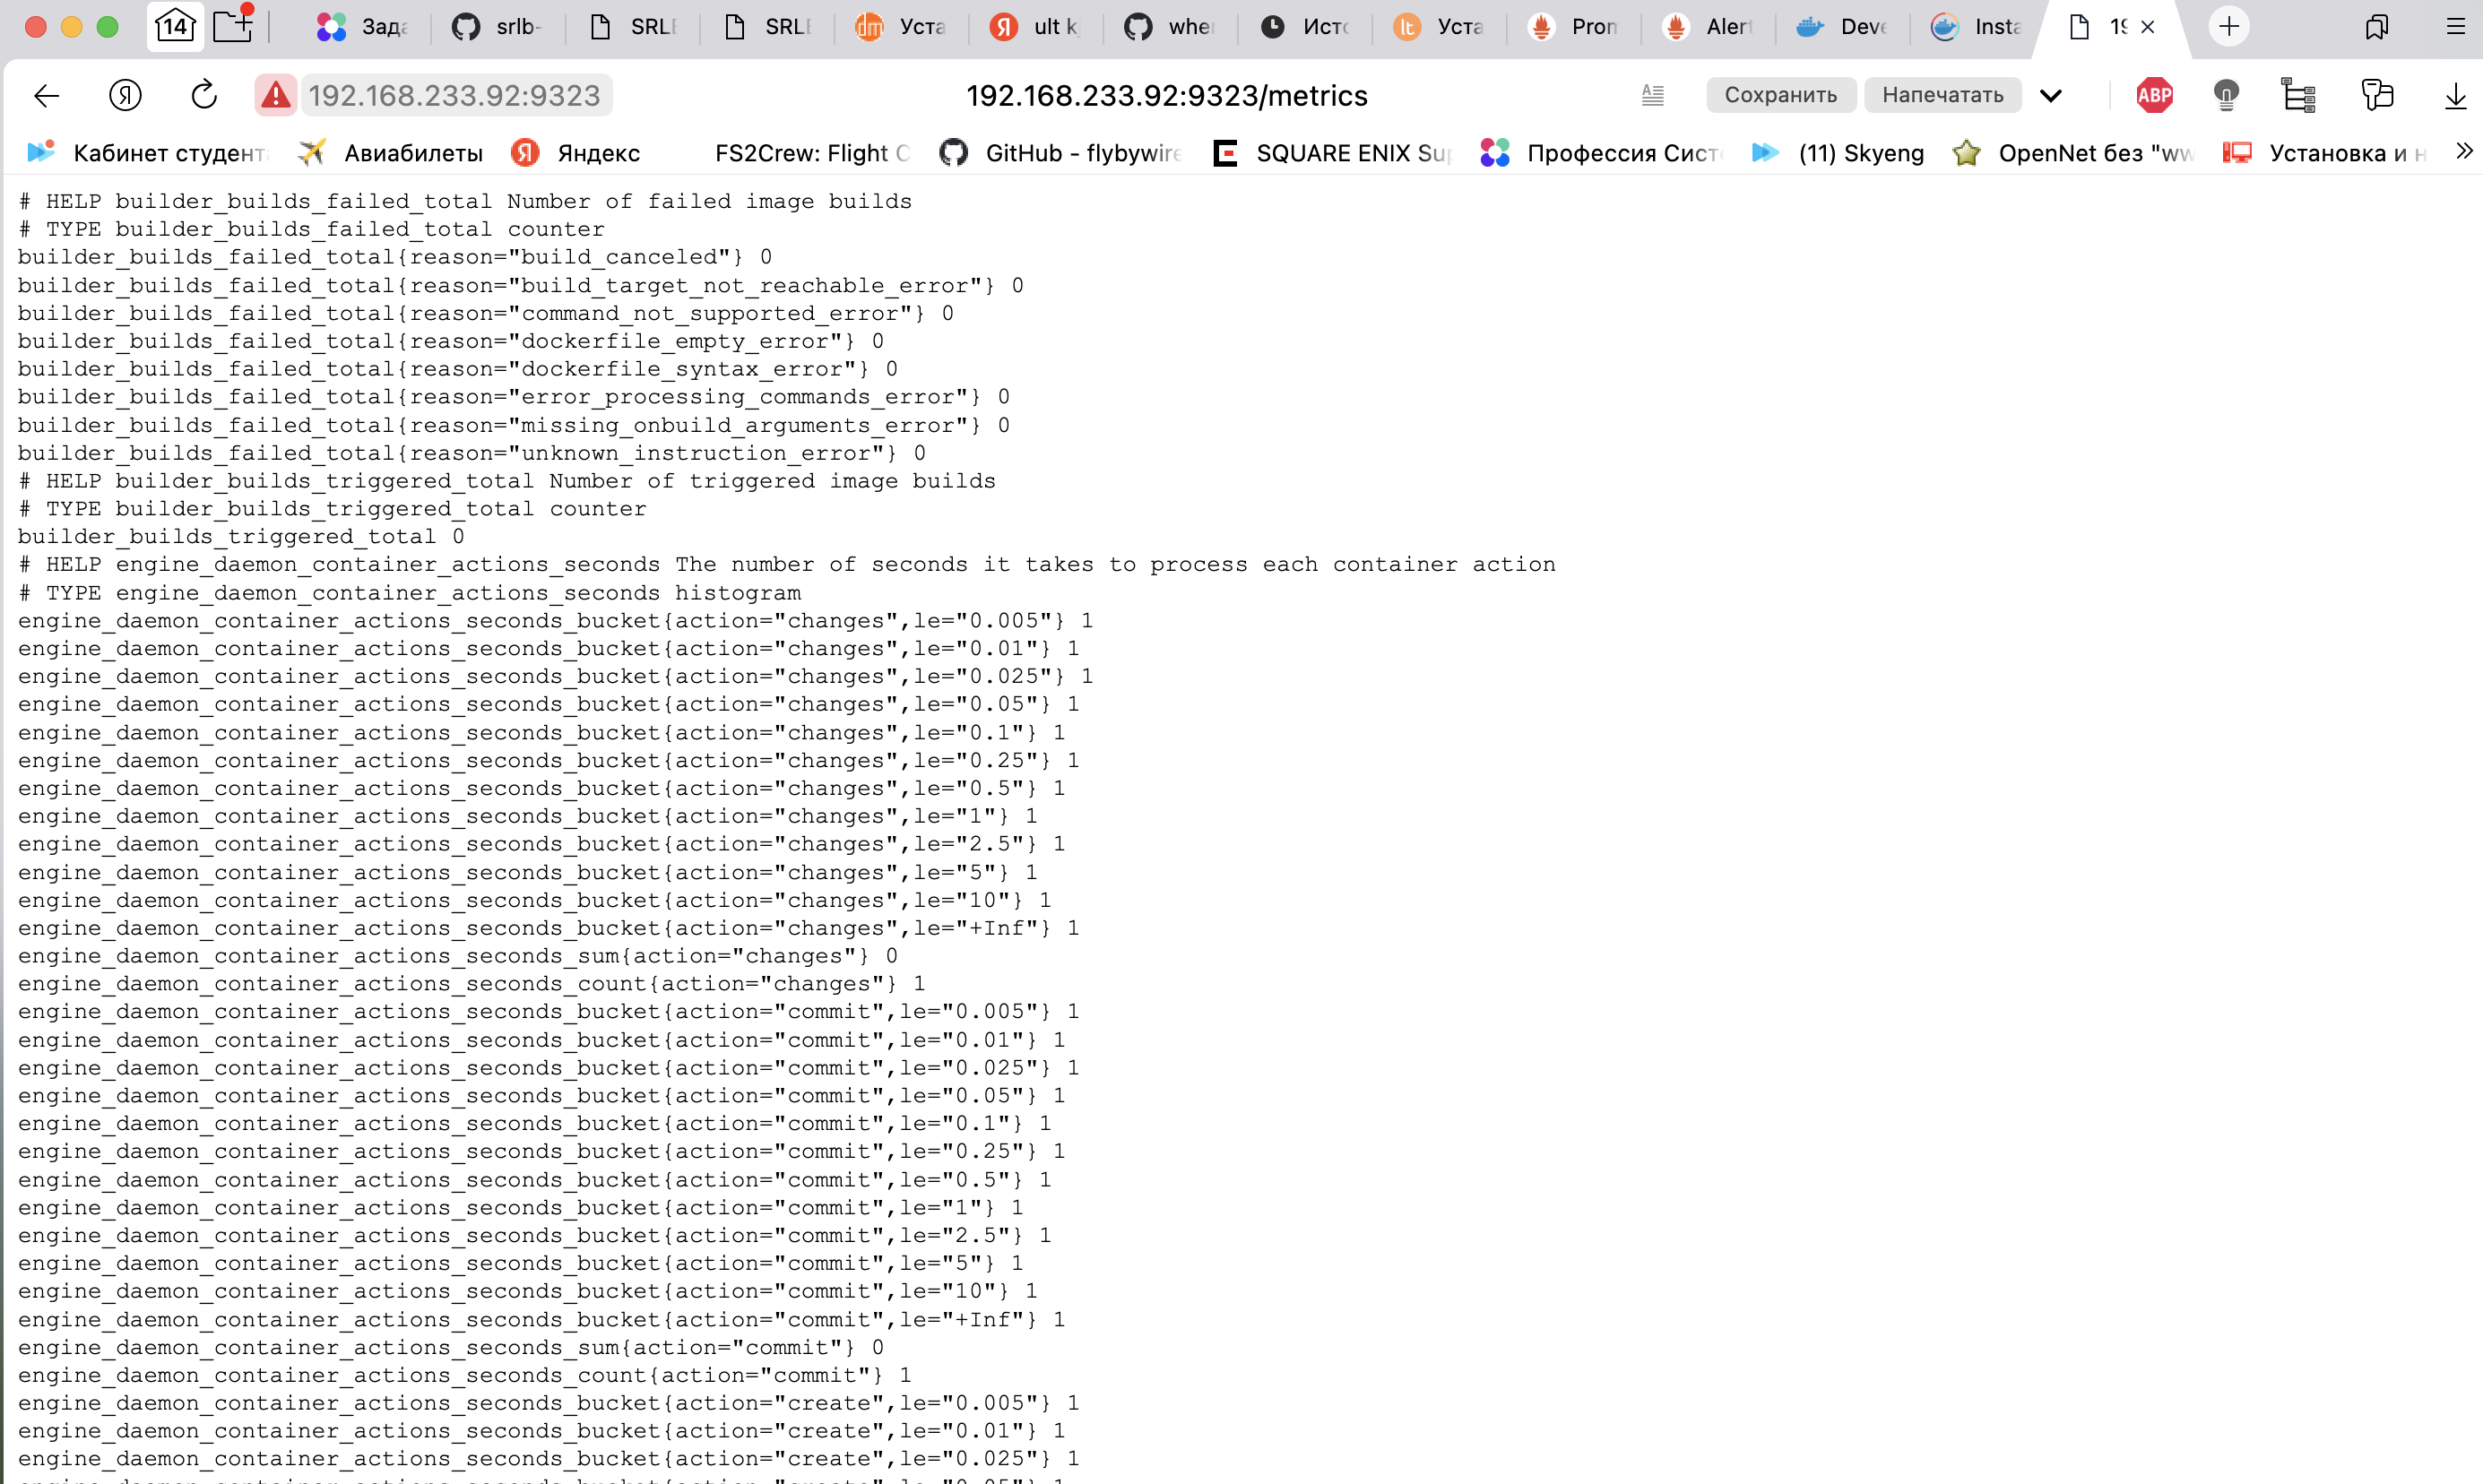 14 Зада srlb- SRLB SRLB Уста ult kj wher Исто Уста Prom Alert Deve Insta 19
192.168.233.92:9323 192.168.233.92:9323/metrics Сохранить Напечатать ABP
Кабинет студента Авиабилеты Яндекс FS2Crew: Flight C GitHub - flybywire SQUARE ENIX Sup Профессия Сист (11) Skyeng OpenNet без "ww Установка и н
# HELP builder_builds_failed_total Number of failed image builds
# TYPE builder_builds_failed_total counter
builder_builds_failed_total{reason="build_canceled"} 0
builder_builds_failed_total{reason="build_target_not_reachable_error"} 0
builder_builds_failed_total{reason="command_not_supported_error"} 0
builder_builds_failed_total{reason="dockerfile_empty_error"} 0
builder_builds_failed_total{reason="dockerfile_syntax_error"} 0
builder_builds_failed_total{reason="error_processing_commands_error"} 0
builder_builds_failed_total{reason="missing_onbuild_arguments_error"} 0
builder_builds_failed_total{reason="unknown_instruction_error"} 0
# HELP builder_builds_triggered_total Number of triggered image builds
# TYPE builder_builds_triggered_total counter
builder_builds_triggered_total 0
# HELP engine_daemon_container_actions_seconds The number of seconds it takes to process each container action
# TYPE engine_daemon_container_actions_seconds histogram
engine_daemon_container_actions_seconds_bucket{action="changes",le="0.005"} 1
engine_daemon_container_actions_seconds_bucket{action="changes",le="0.01"} 1
engine_daemon_container_actions_seconds_bucket{action="changes",le="0.025"} 1
engine_daemon_container_actions_seconds_bucket{action="changes",le="0.05"} 1
engine_daemon_container_actions_seconds_bucket{action="changes",le="0.1"} 1
engine_daemon_container_actions_seconds_bucket{action="changes",le="0.25"} 1
engine_daemon_container_actions_seconds_bucket{action="changes",le="0.5"} 1
engine_daemon_container_actions_seconds_bucket{action="changes",le="1"} 1
engine_daemon_container_actions_seconds_bucket{action="changes",le="2.5"} 1
engine_daemon_container_actions_seconds_bucket{action="changes",le="5"} 1
engine_daemon_container_actions_seconds_bucket{action="changes",le="10"} 1
engine_daemon_container_actions_seconds_bucket{action="changes",le="+Inf"} 1
engine_daemon_container_actions_seconds_sum{action="changes"} 0
engine_daemon_container_actions_seconds_count{action="changes"} 1
engine_daemon_container_actions_seconds_bucket{action="commit",le="0.005"} 1
engine_daemon_container_actions_seconds_bucket{action="commit",le="0.01"} 1
engine_daemon_container_actions_seconds_bucket{action="commit",le="0.025"} 1
engine_daemon_container_actions_seconds_bucket{action="commit",le="0.05"} 1
engine_daemon_container_actions_seconds_bucket{action="commit",le="0.1"} 1
engine_daemon_container_actions_seconds_bucket{action="commit",le="0.25"} 1
engine_daemon_container_actions_seconds_bucket{action="commit",le="0.5"} 1
engine_daemon_container_actions_seconds_bucket{action="commit",le="1"} 1
engine_daemon_container_actions_seconds_bucket{action="commit",le="2.5"} 1
engine_daemon_container_actions_seconds_bucket{action="commit",le="5"} 1
engine_daemon_container_actions_seconds_bucket{action="commit",le="10"} 1
engine_daemon_container_actions_seconds_bucket{action="commit",le="+Inf"} 1
engine_daemon_container_actions_seconds_sum{action="commit"} 0
engine_daemon_container_actions_seconds_count{action="commit"} 1
engine_daemon_container_actions_seconds_bucket{action="create",le="0.005"} 1
engine_daemon_container_actions_seconds_bucket{action="create",le="0.01"} 1
engine_daemon_container_actions_seconds_bucket{action="create",le="0.025"} 1